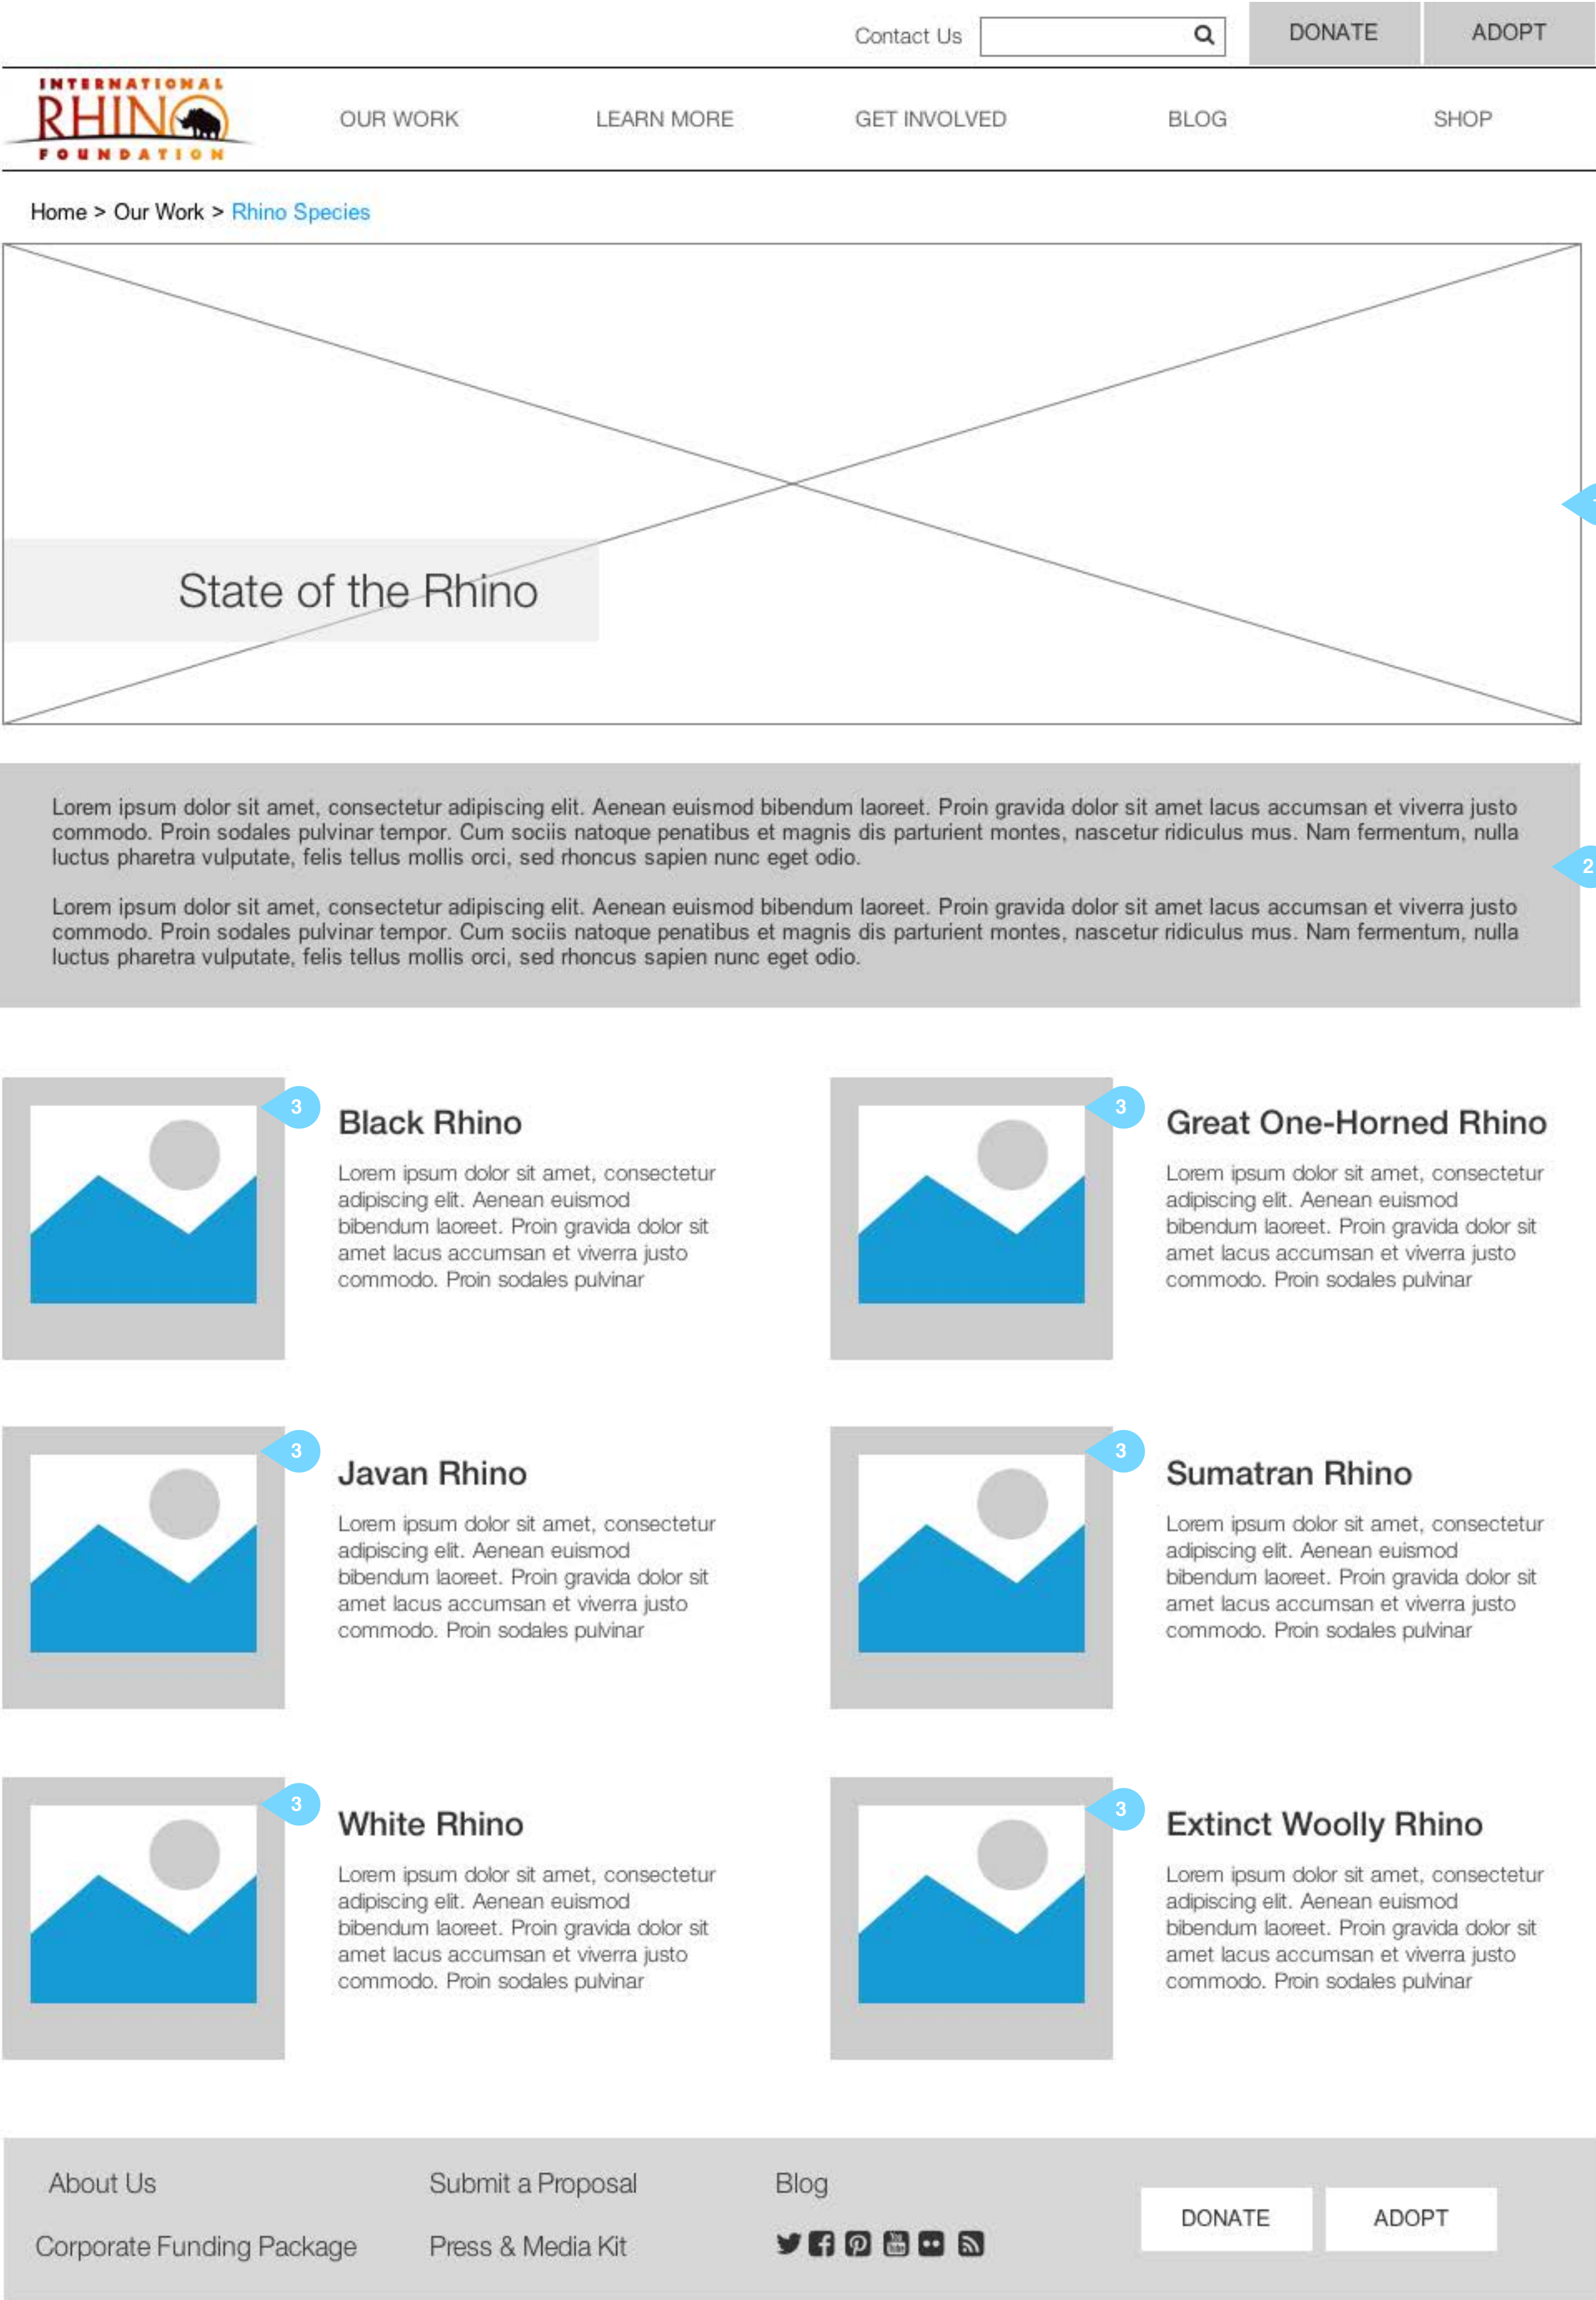 Contact Us
DONATE
ADOPT
INTERNATIONAL
RHINO
FOUNDATION
OUR WORK
LEARN MORE
GET INVOLVED
BLOG
SHOP
Home > Our Work > Rhino Species
State of the Rhino
Lorem ipsum dolor sit amet, consectetur adipiscing elit. Aenean euismod bibendum laoreet. Proin gravida dolor sit amet lacus accumsan et viverra justo
commodo. Proin sodales pulvinar tempor. Cum sociis natoque penatibus et magnis dis parturient montes, nascetur ridiculus mus. Nam fermentum, nulla
luctus pharetra vulputate, felis tellus mollis orci, sed rhoncus sapien nunc eget odio.
2
Lorem ipsum dolor sit amet, consectetur adipiscing elit. Aenean euismod bibendum laoreet. Proin gravida dolor sit amet lacus accumsan et viverra justo
commodo. Proin sodales pulvinar tempor. Cum sociis natoque penatibus et magnis dis parturient montes, nascetur ridiculus mus. Nam fermentum, nulla
luctus pharetra vulputate, felis tellus mollis orci, sed rhoncus sapien nunc eget odio.
3
Black Rhino
Lorem ipsum dolor sit amet, consectetur
adipiscing elit. Aenean euismod
bibendum laoreet. Proin gravida dolor sit
amet lacus accumsan et viverra justo
commodo. Proin sodales pulvinar
3
Great One-Horned Rhino
Lorem ipsum dolor sit amet, consectetur
adipiscing elit. Aenean euismod
bibendum laoreet. Proin gravida dolor sit
amet lacus accumsan et viverra justo
commodo. Proin sodales pulvinar
3
Javan Rhino
Lorem ipsum dolor sit amet, consectetur
adipiscing elit. Aenean euismod
bibendum laoreet. Proin gravida dolor sit
amet lacus accumsan et viverra justo
commodo. Proin sodales pulvinar
3
Sumatran Rhino
Lorem ipsum dolor sit amet, consectetur
adipiscing elit. Aenean euismod
bibendum laoreet. Proin gravida dolor sit
amet lacus accumsan et viverra justo
commodo. Proin sodales pulvinar
3
White Rhino
Lorem ipsum dolor sit amet, consectetur
adipiscing elit. Aenean euismod
bibendum laoreet. Proin gravida dolor sit
amet lacus accumsan et viverra justo
commodo. Proin sodales pulvinar
3
Extinct Woolly Rhino
Lorem ipsum dolor sit amet, consectetur
adipiscing elit. Aenean euismod
bibendum laoreet. Proin gravida dolor sit
amet lacus accumsan et viverra justo
commodo. Proin sodales pulvinar
About Us
Submit a Proposal
Blog
DONATE
ADOPT
Corporate Funding Package
Press & Media Kit
You
Tube